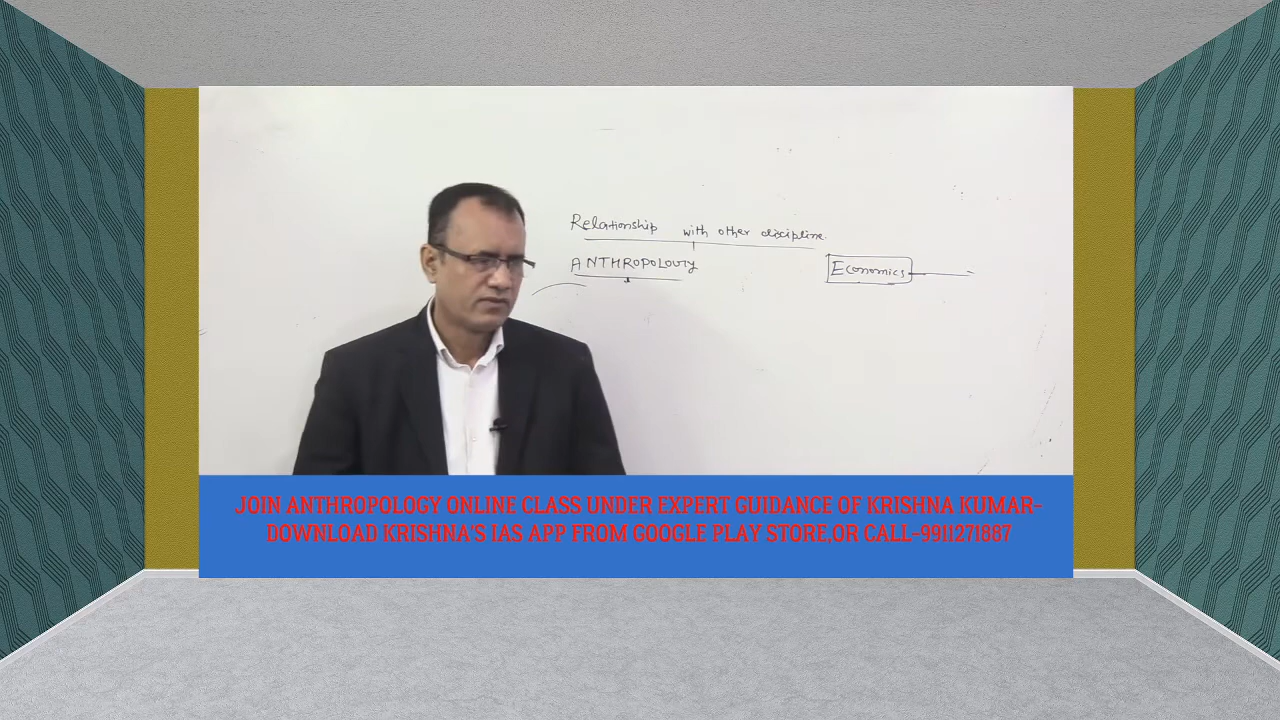 Relationship with other discipline.
ANTHROPOLOGY
Economics
JOIN ANTHROPOLOGY ONLINE CLASS UNDER EXPERT GUIDANCE OF KRISHNA KUMAR-
DOWNLOAD KRISHNA'S IAS APP FROM GOOGLE PLAY STORE,OR CALL-9911271887